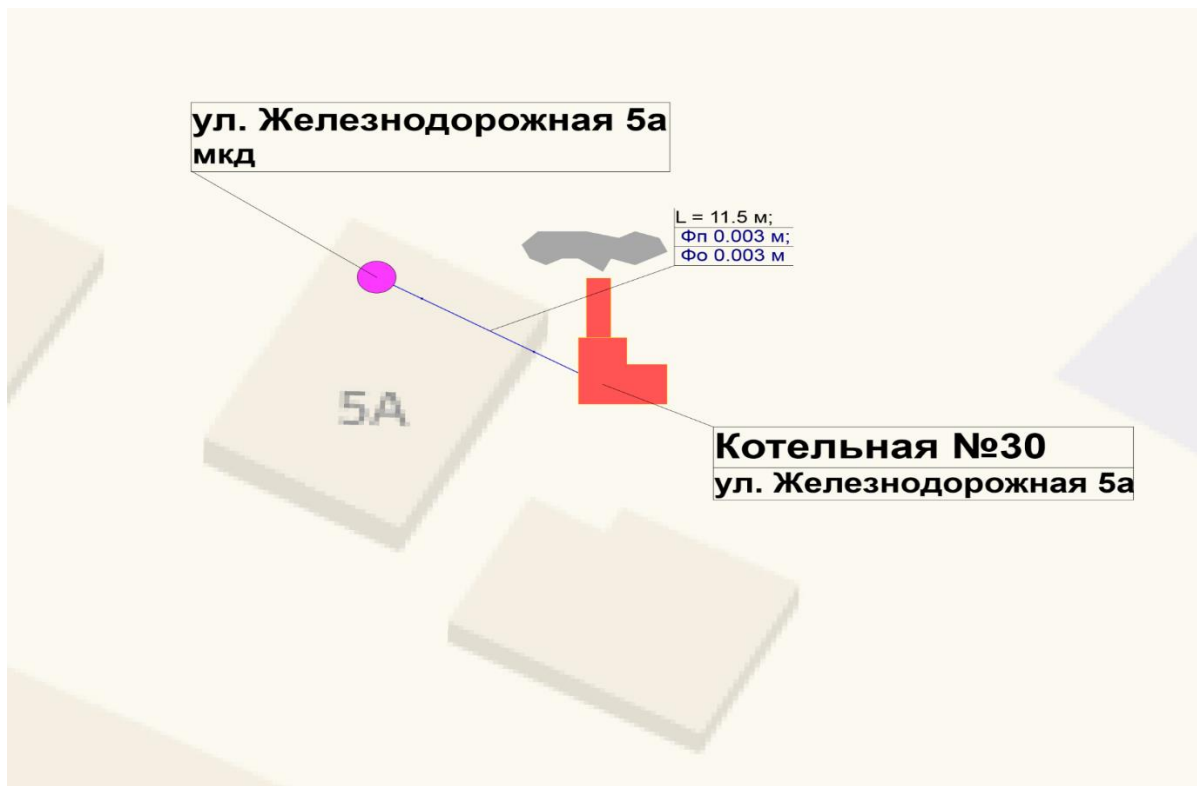 ул. Железнодорожная 5а
мкд
L = 11.5 м;
Фп 0.003 м;
Фо 0.003 м
5А
Котельная №30
ул. Железнодорожная 5а